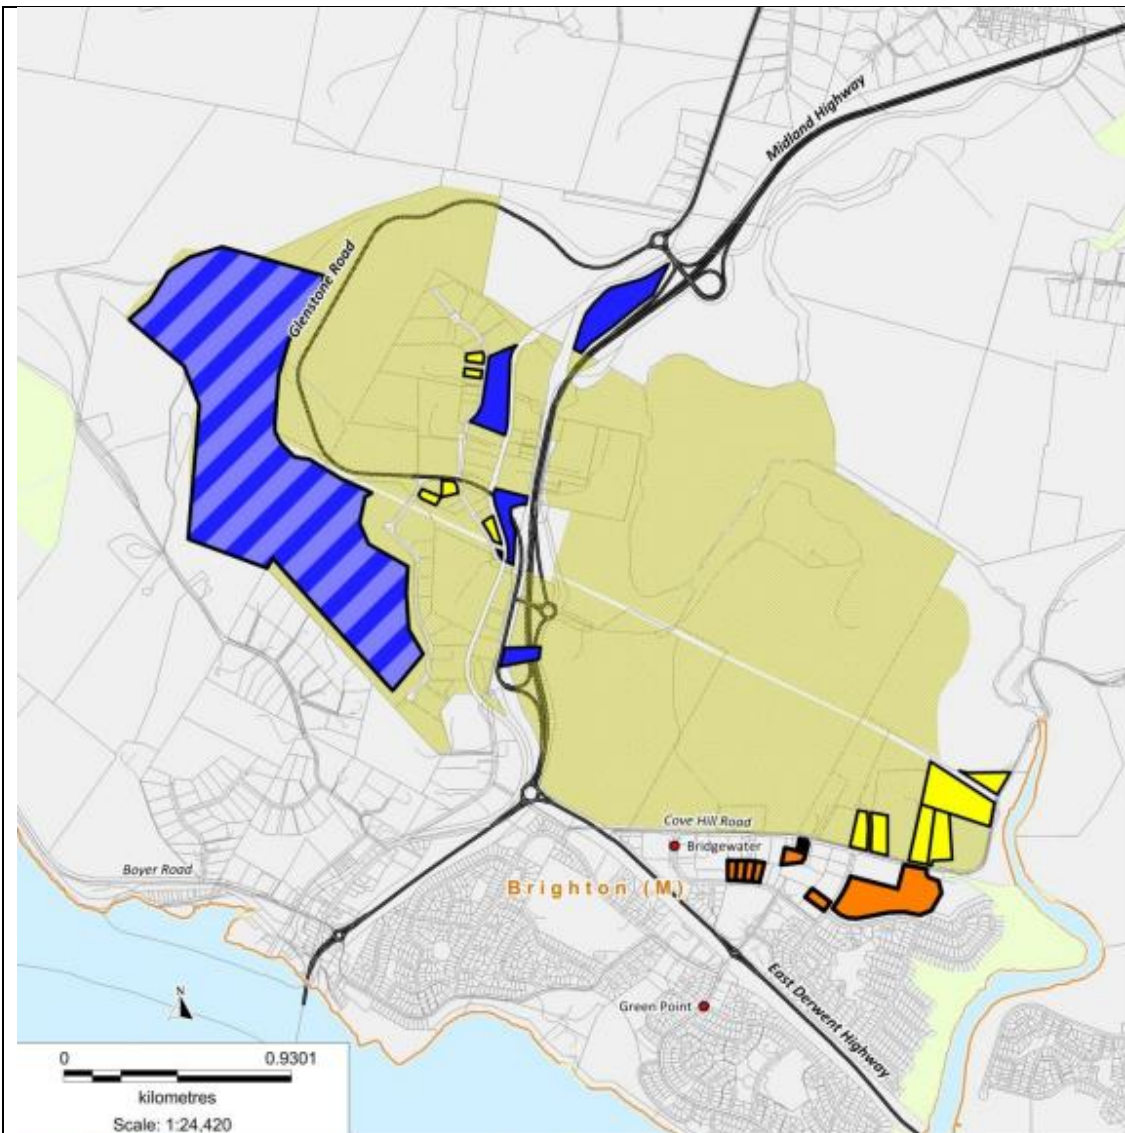 Midland Highway
Glenstone Road
Cove Hill Road
Bridgewater
Boyer Road
Brighton (M)
Green Point
East Derwent Highway
N
0 0.9301
kilometres
Scale: 1:24,420